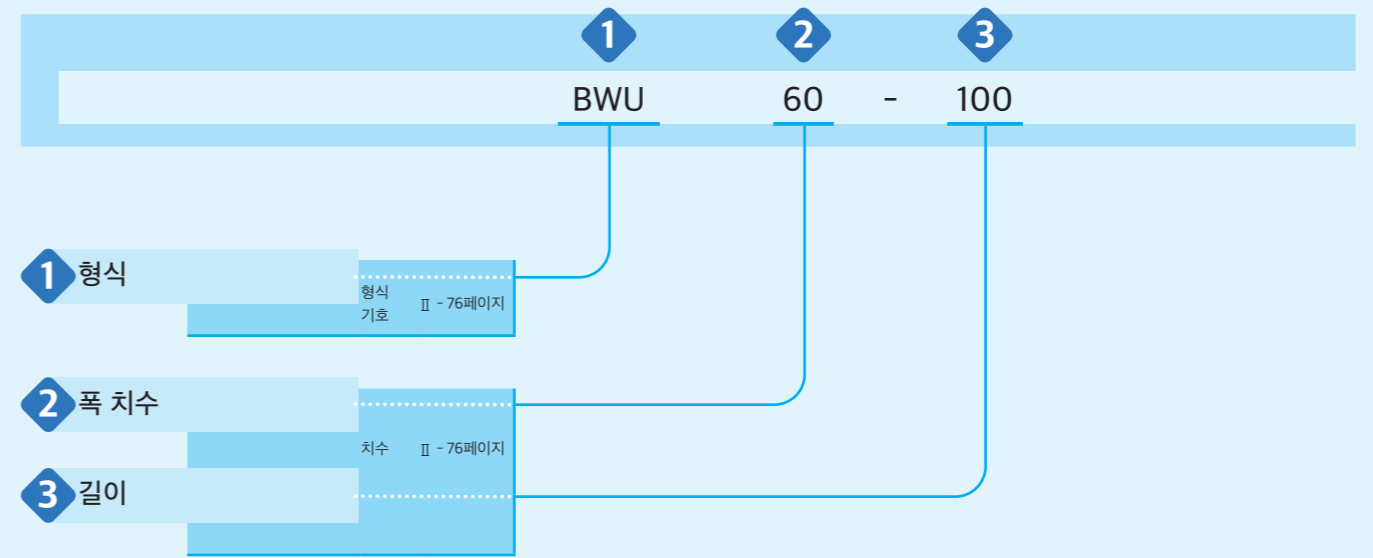 1 2 3
BWU 60 - 100
1 형식
형식
기호 Ⅱ - 76페이지
2 폭 치수
치수 Ⅱ - 76페이지
3 길이